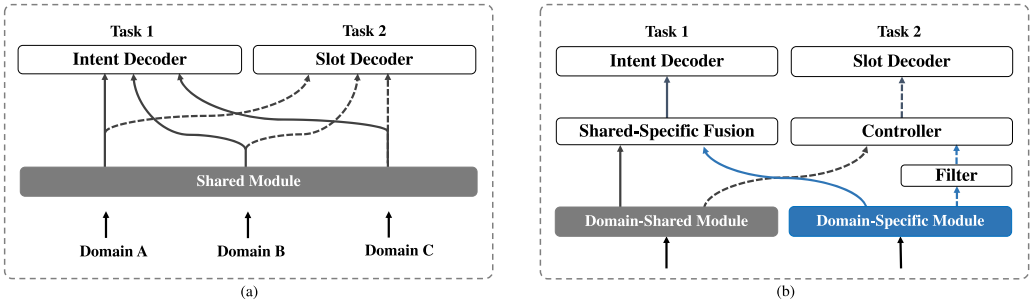 Task 1
Task 2
Intent Decoder
Slot Decoder
Shared Module
Domain A
Domain B
Domain C
(a)
Task 1
Task 2
Intent Decoder
Slot Decoder
Shared-Specific Fusion
Controller
Filter
Domain-Shared Module
Domain-Specific Module
(b)